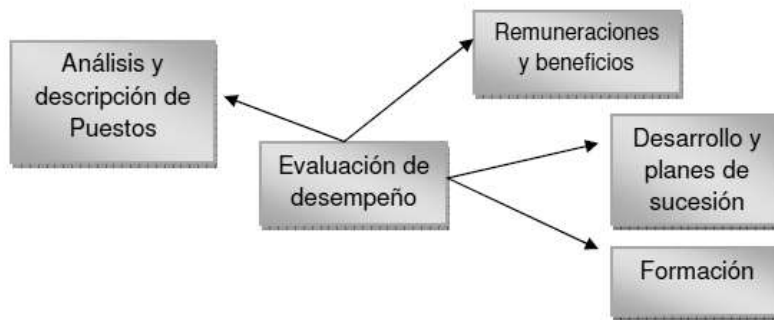 Análisis y
descripción de
Puestos
Remuneraciones
y beneficios
Evaluación de
desempeño
Desarrollo y
planes de
sucesión
Formación